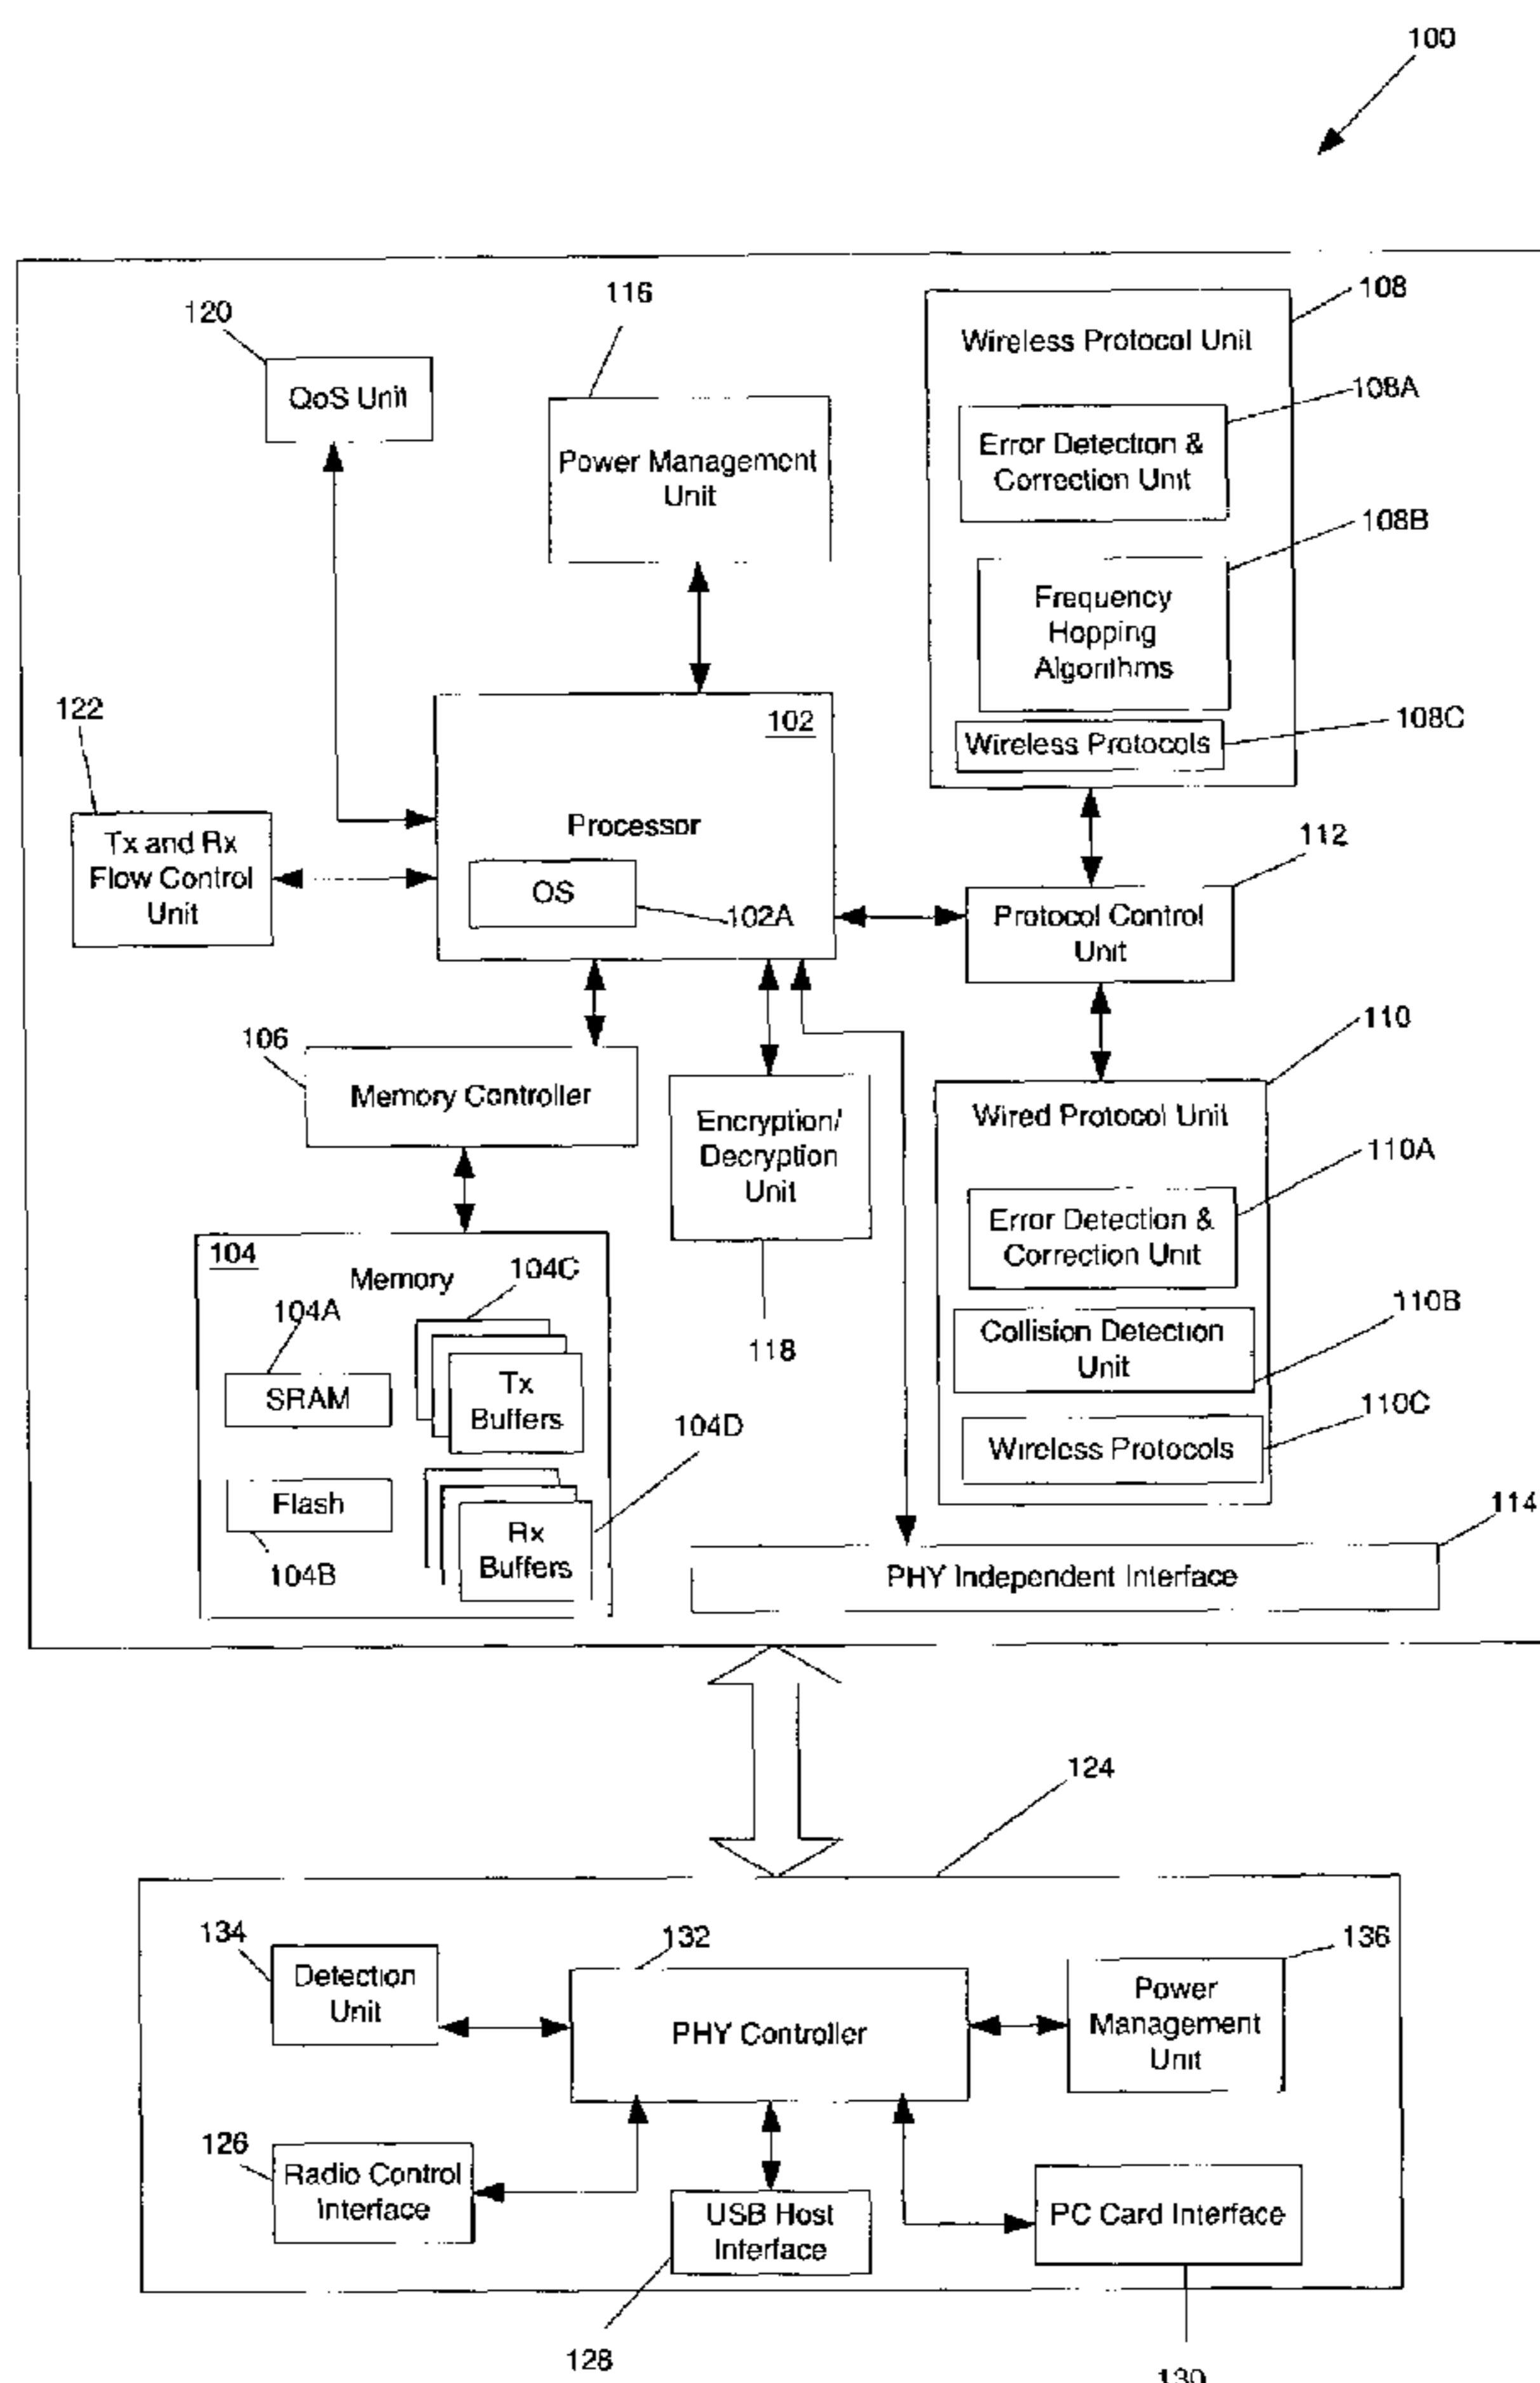 100
108
Wireless Protocol Unit
108A
Error Detection &
Correction Unit
108B
Frequency
Hopping
Algorithms
108C
Wireless Protocols
120
QoS Unit
116
Power Management
Unit
122
Tx and Rx
Flow Control
Unit
102
Processor
OS
102A
112
Protocol Control
Unit
106
Memory Controller
Encryption/
Decryption
Unit
118
110
Wired Protocol Unit
110A
Error Detection &
Correction Unit
110B
Collision Detection
Unit
110C
Wireless Protocols
104
Memory
104A
SRAM
104C
Tx
Buffers
104D
Flash
104B
Rx
Buffers
114
PHY Independent Interface
124
134
Detection
Unit
132
PHY Controller
136
Power
Management
Unit
126
Radio Control
Interface
USB Host
Interface
128
PC Card Interface
130